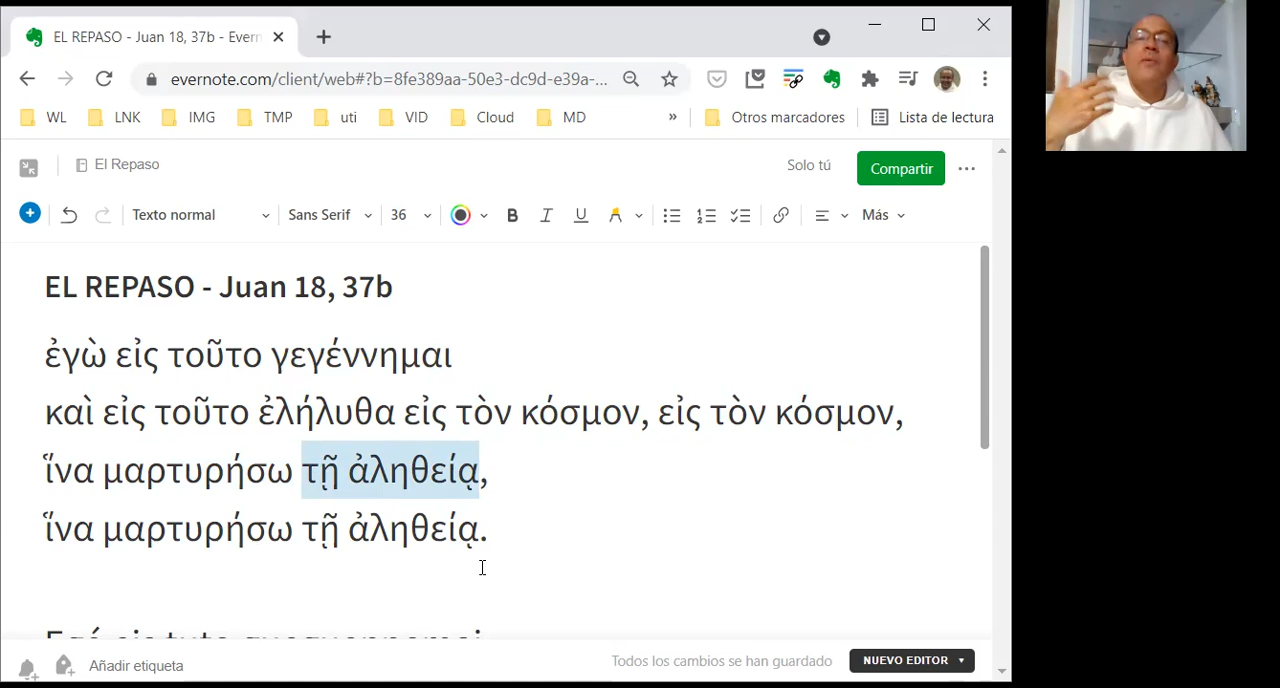 EL REPASO - Juan 18, 37b - Evern
evernote.com/client/web#?b=8fe389aa-50e3-dc9d-e39a-...
WL LNK IMG TMP uti VID Cloud MD » Otros marcadores Lista de lectura
El Repaso Solo tú Compartir
Texto normal Sans Serif 36 B I U Más
EL REPASO - Juan 18, 37b
ἐγὼ εἰς τοῦτο γεγέννημαι
καὶ εἰς τοῦτο ἐλήλυθα εἰς τὸν κόσμον, εἰς τὸν κόσμον,
ἵνα μαρτυρήσω τῇ ἀληθείᾳ,
ἵνα μαρτυρήσω τῇ ἀληθείᾳ.
Añadir etiqueta Todos los cambios se han guardado NUEVO EDITOR